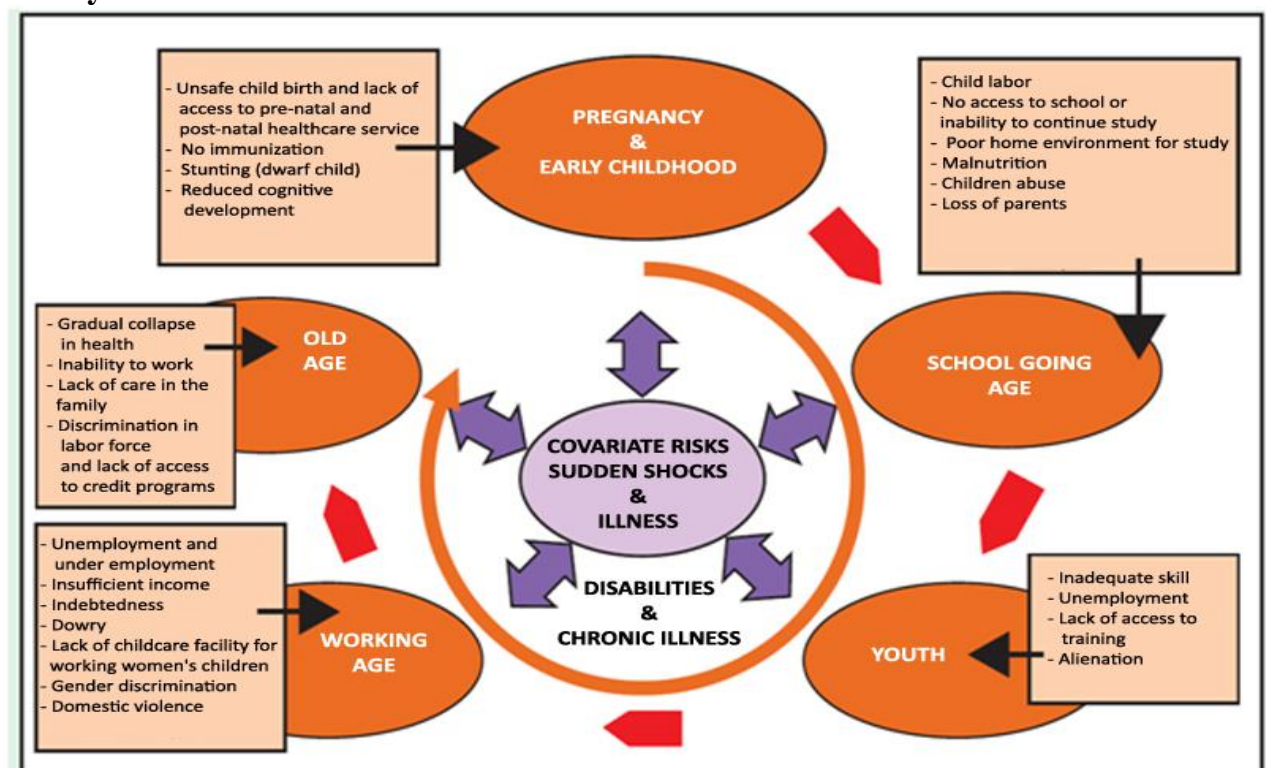 - Unsafe child birth and lack of
access to pre-natal and
post-natal healthcare service
- No immunization
- Stunting (dwarf child)
- Reduced cognitive
development
PREGNANCY
&
EARLY CHILDHOOD
- Child labor
- No access to school or
inability to continue study
- Poor home environment for study
- Malnutrition
- Children abuse
- Loss of parents
- Gradual collapse
in health
- Inability to work
- Lack of care in the
family
- Discrimination in
labor force
and lack of access
to credit programs
OLD
AGE
SCHOOL GOING
AGE
COVARIATE RISKS
SUDDEN SHOCKS
&
ILLNESS
DISABILITIES
&
CHRONIC ILLNESS
- Unemployment and
under employment
- Insufficient income
- Indebtedness
- Dowry
- Lack of childcare facility for
working women's children
- Gender discrimination
- Domestic violence
WORKING
AGE
YOUTH
- Inadequate skill
- Unemployment
- Lack of access to
training
- Alienation